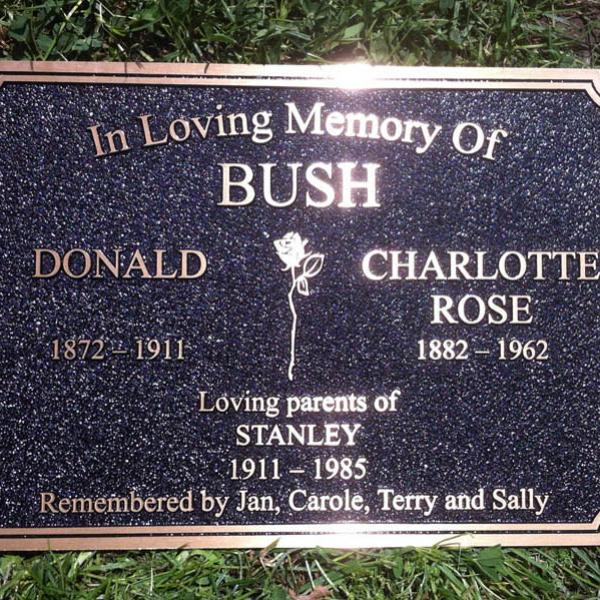 In Loving Memory Of
BUSH
DONALD
1872 – 1911
CHARLOTTE
ROSE
1882 – 1962
Loving parents of
STANLEY
1911 – 1985
Remembered by Jan, Carole, Terry and Sally